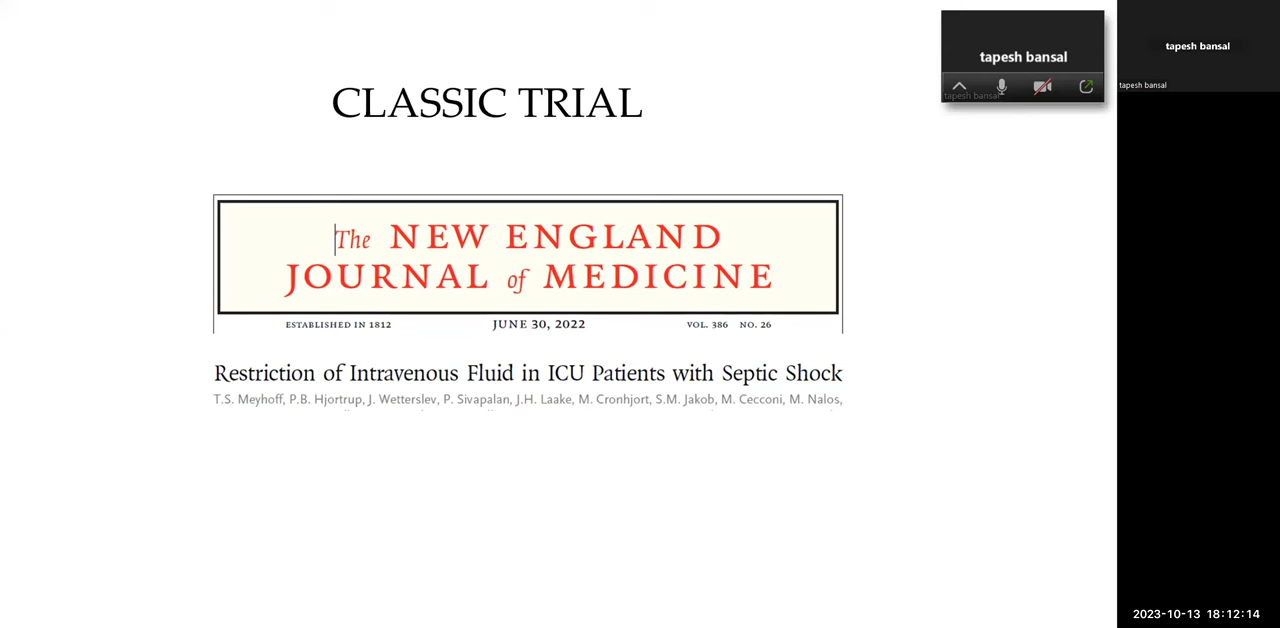 CLASSIC TRIAL
The NEW ENGLAND
JOURNAL of MEDICINE
ESTABLISHED IN 1812 JUNE 30, 2022 VOL. 386 NO. 26
Restriction of Intravenous Fluid in ICU Patients with Septic Shock
T.S. Meyhoff, P.B. Hjortrup, J. Wetterslev, P. Sivapalan, J.H. Laake, M. Cronhjort, S.M. Jakob, M. Cecconi, M. Nalos,
tapesh bansal
tapesh bansal
tapesh bansal
tapesh bansal
2023-10-13 18:12:14